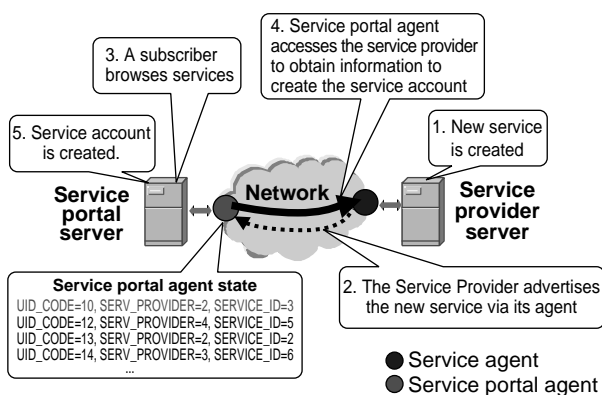 4. Service portal agent
accesses the service provider
to obtain information to
create the service account
3. A subscriber
browses services
5. Service account
is created.
1. New service
is created
Service
portal
server
Network
Service
provider
server
Service portal agent state
UID_CODE=10, SERV_PROVIDER=2, SERVICE_ID=3
UID_CODE=12, SERV_PROVIDER=4, SERVICE_ID=5
UID_CODE=13, SERV_PROVIDER=2, SERVICE_ID=2
UID_CODE=14, SERV_PROVIDER=3, SERVICE_ID=6
...
2. The Service Provider advertises
the new service via its agent
Service agent
Service portal agent